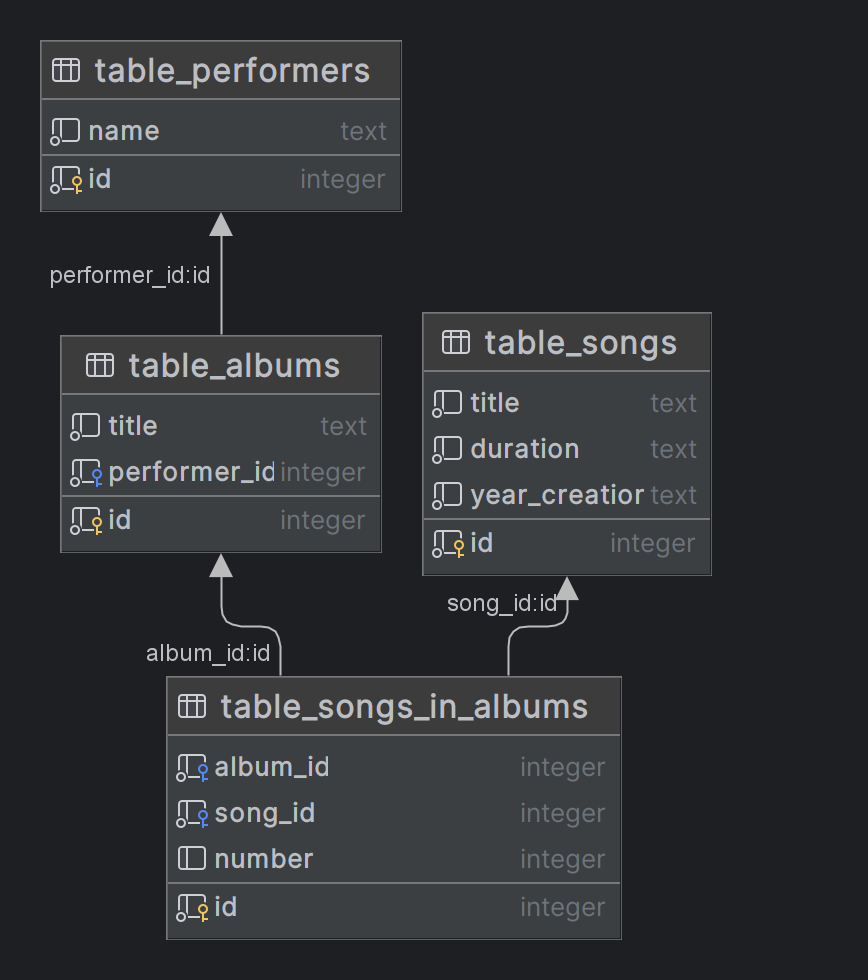 table_performers
name text
id integer
performer_id:id
table_albums
title text
performer_id integer
id integer
table_songs
title text
duration text
year_creation text
id integer
album_id:id
song_id:id
table_songs_in_albums
album_id integer
song_id integer
number integer
id integer